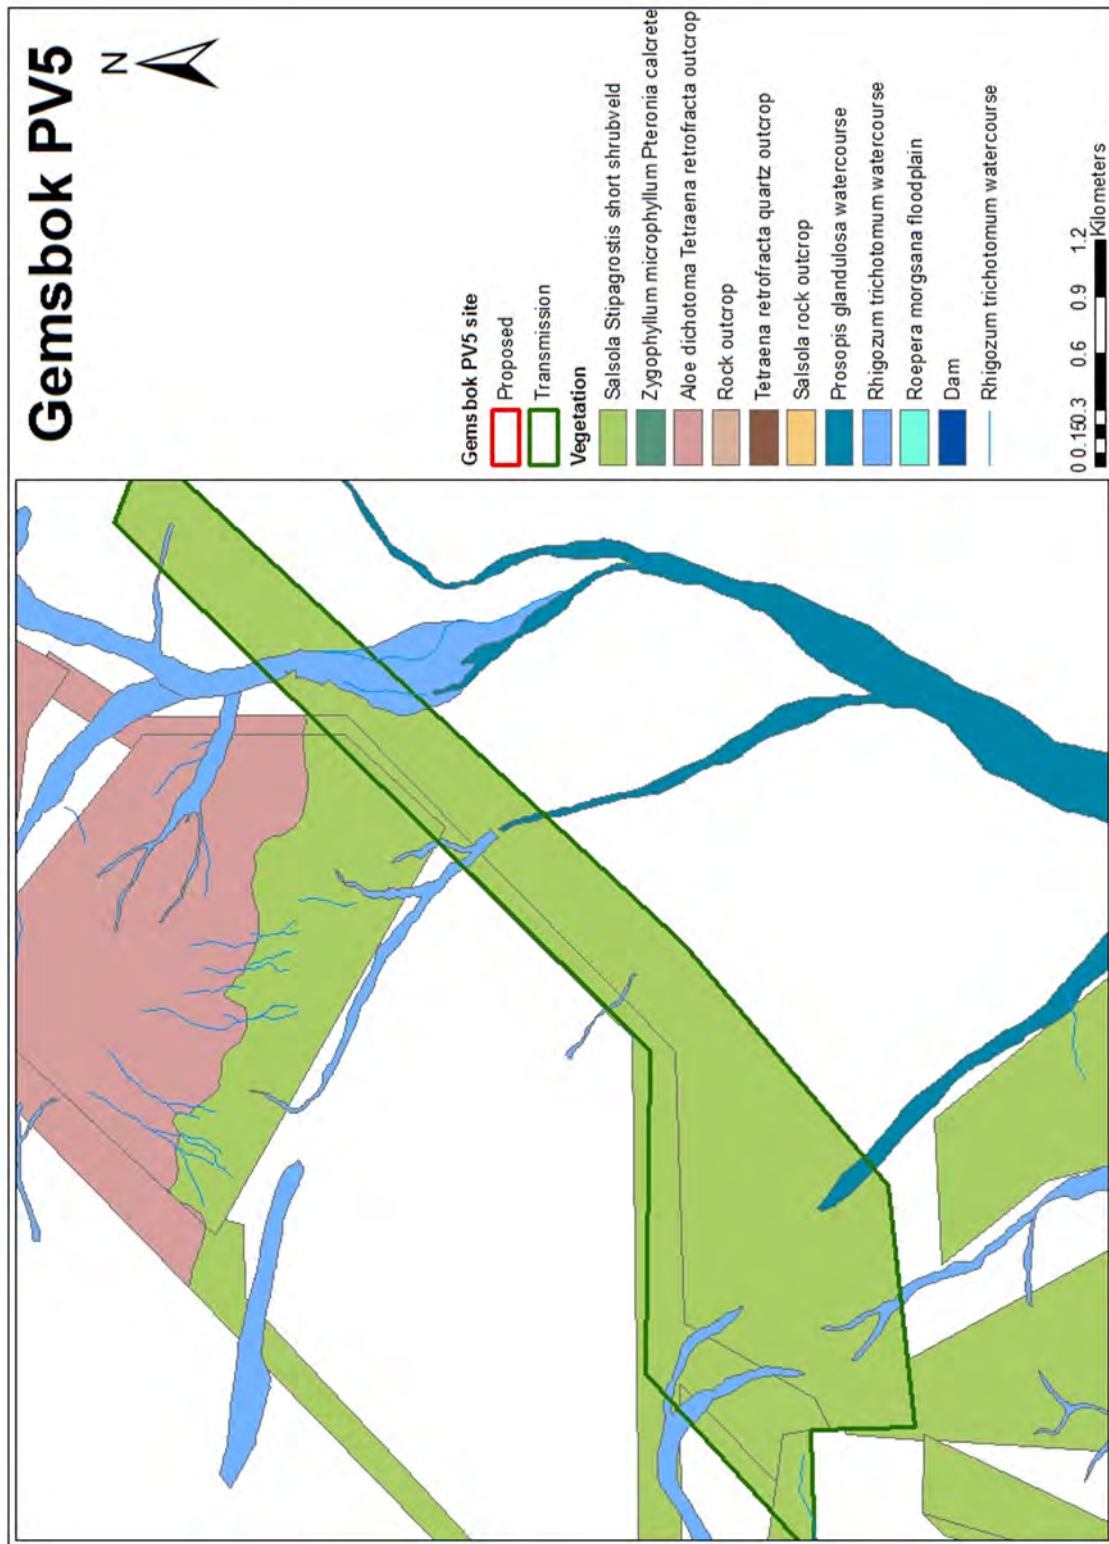 Gemsbok PV5
N
Gemsbok PV5 site
Proposed
Transmission
Vegetation
Salsola Stipagrostis short shrubveld
Zygophyllum microphyllum Pteronia calcrete
Aloe dichotoma Tetraena retrofracta outcrop
Rock outcrop
Tetraena retrofracta quartz outcrop
Salsola rock outcrop
Prosopis glandulosa watercourse
Rhigozum trichotomum watercourse
Roepera morgsana floodplain
Dam
Rhigozum trichotomum watercourse
0 0.150.3 0.6 0.9 1.2
Kilometers